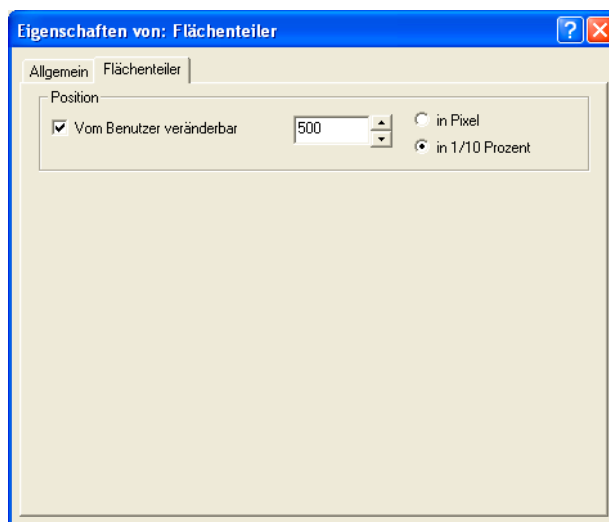 Eigenschaften von: Flächenteiler
Allgemein Flächenteiler
Position
Vom Benutzer veränderbar 500 in Pixel
in 1/10 Prozent